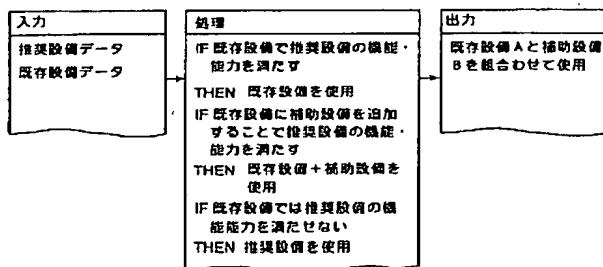 入力
推奨設備データ
既存設備データ
処理
IF 既存設備で推奨設備の機能・
能力を満たす
THEN 既存設備を使用
IF 既存設備に補助設備を追加
することで推奨設備の機能・
能力を満たす
THEN 既存設備+補助設備を
使用
IF 既存設備では推奨設備の機
能能力を満たせない
THEN 推奨設備を使用
出力
既存設備Aと補助設備
Bを組合わせて使用